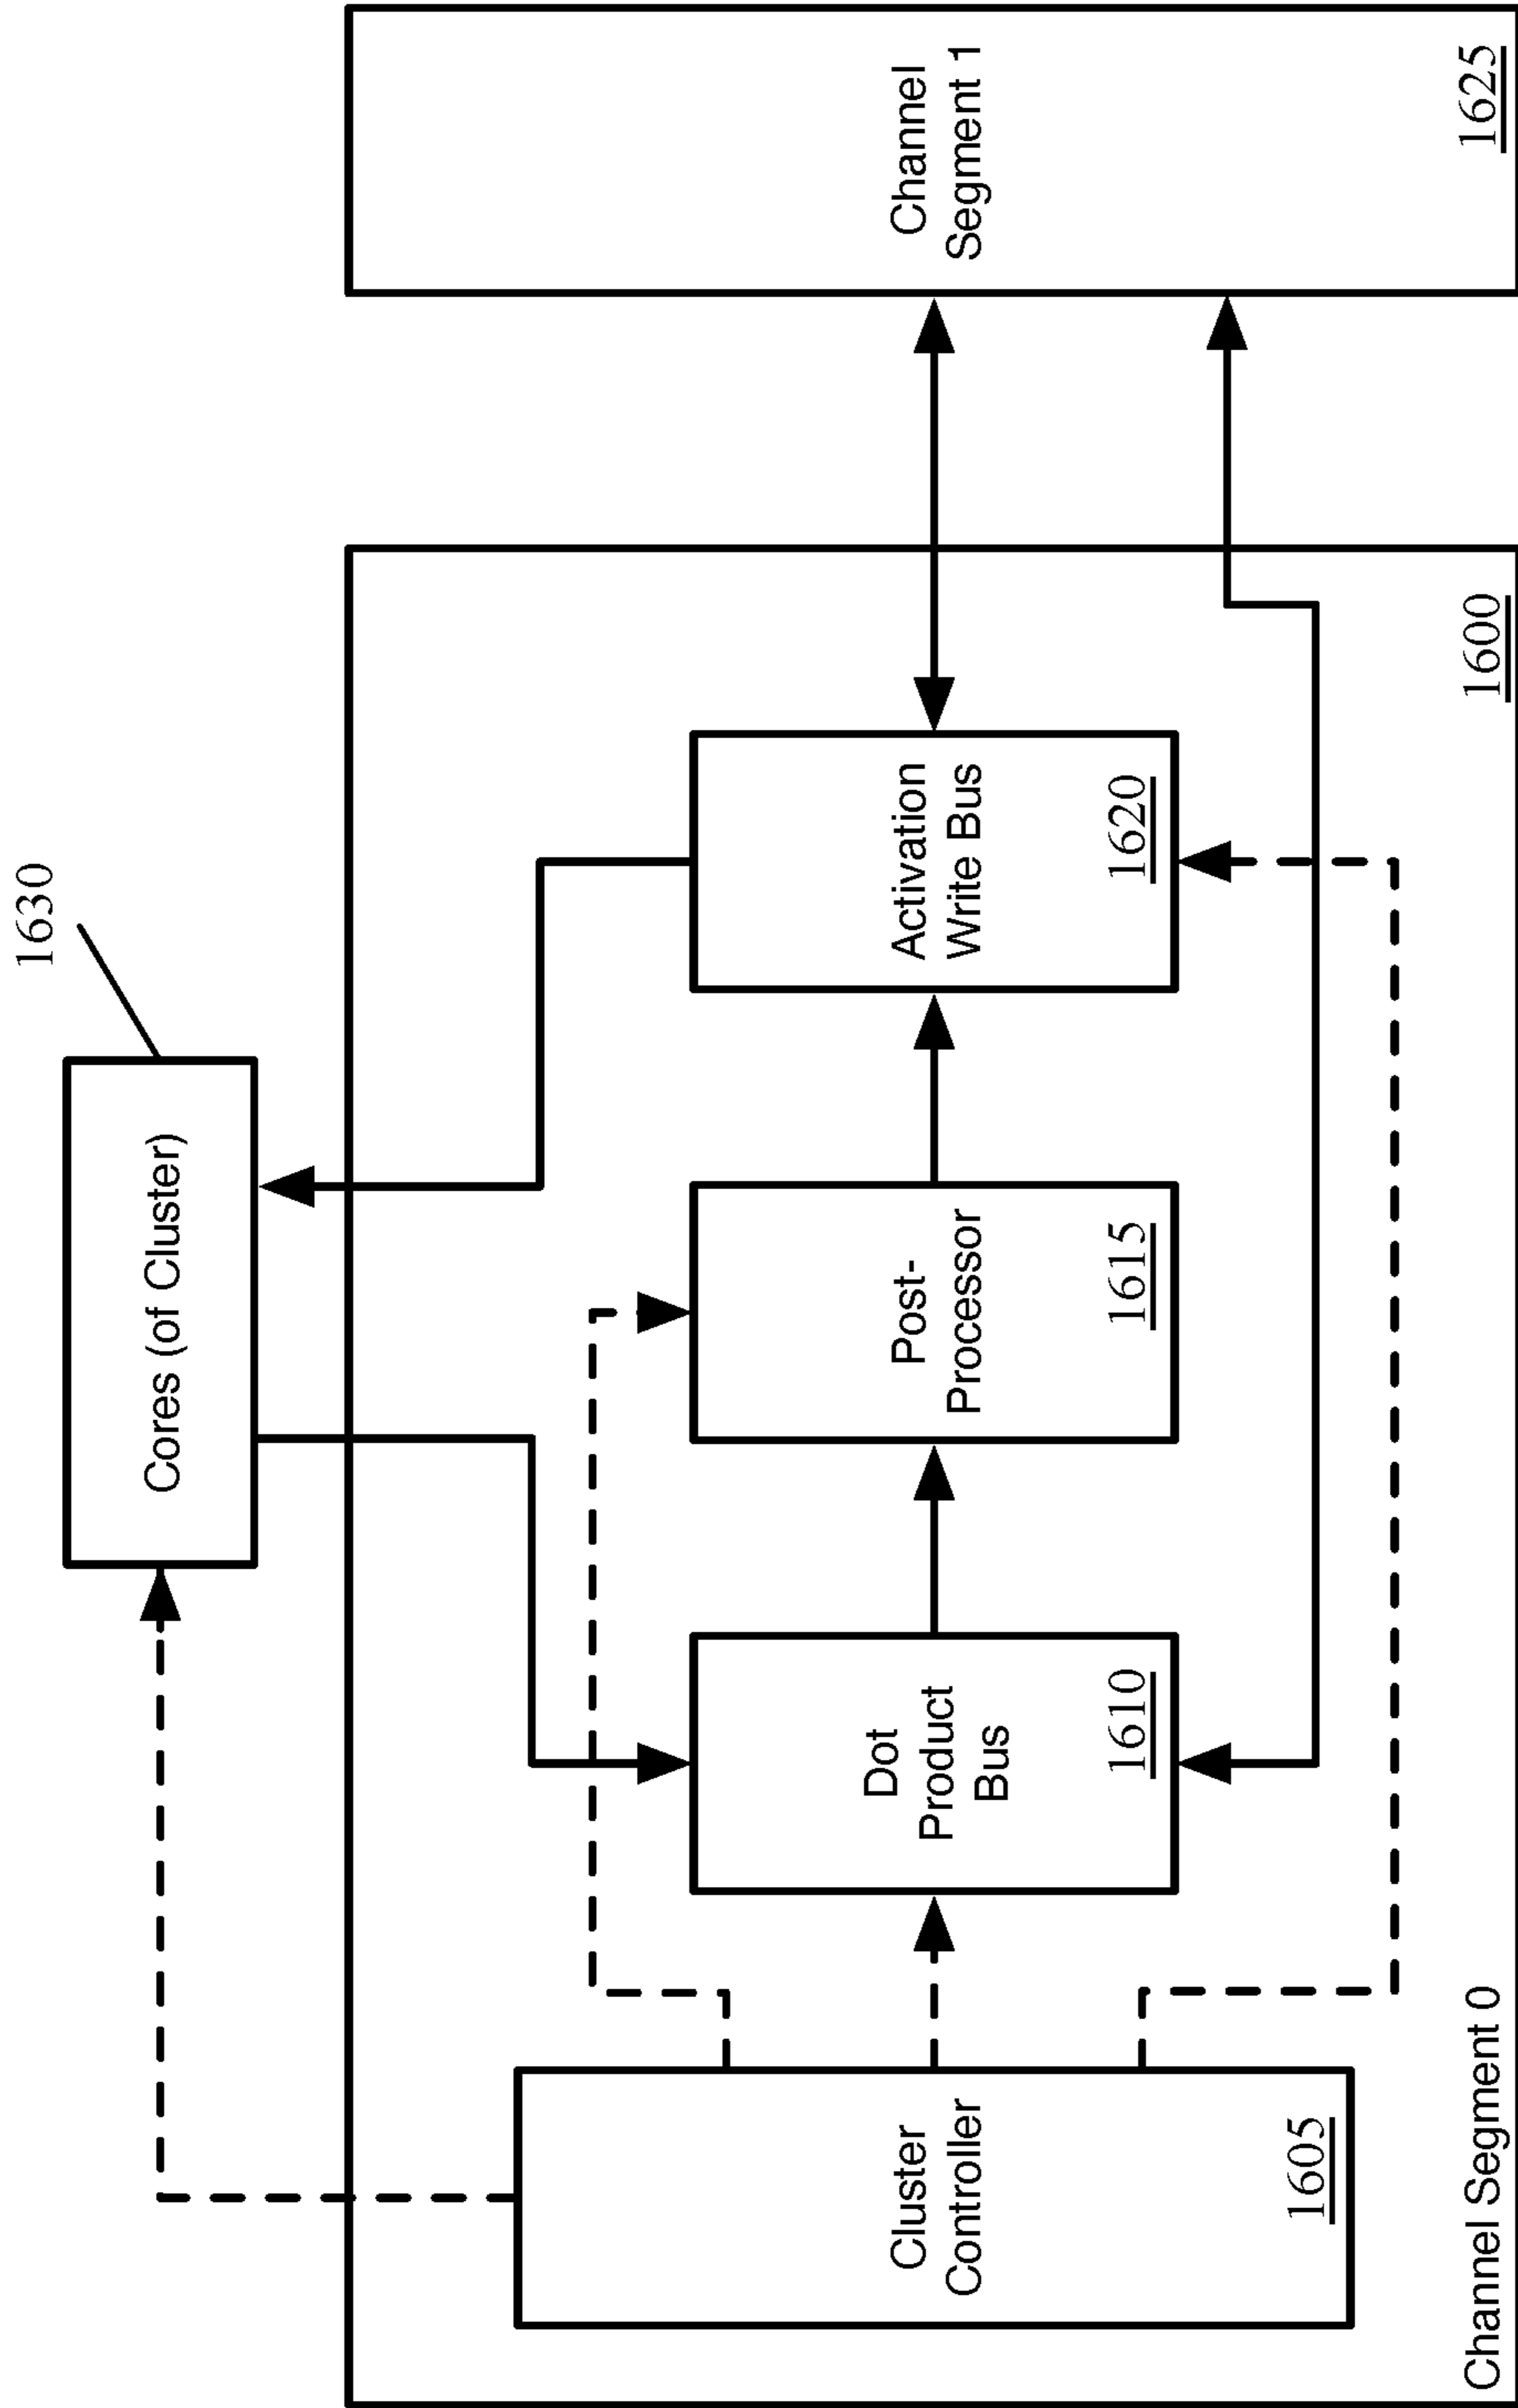 1630
Cores (of Cluster)
Cluster
Controller
1605
Dot
Product
Bus
1610
Post-
Processor
1615
Activation
Write Bus
1620
Channel
Segment 1
1625
Channel Segment 0
1600